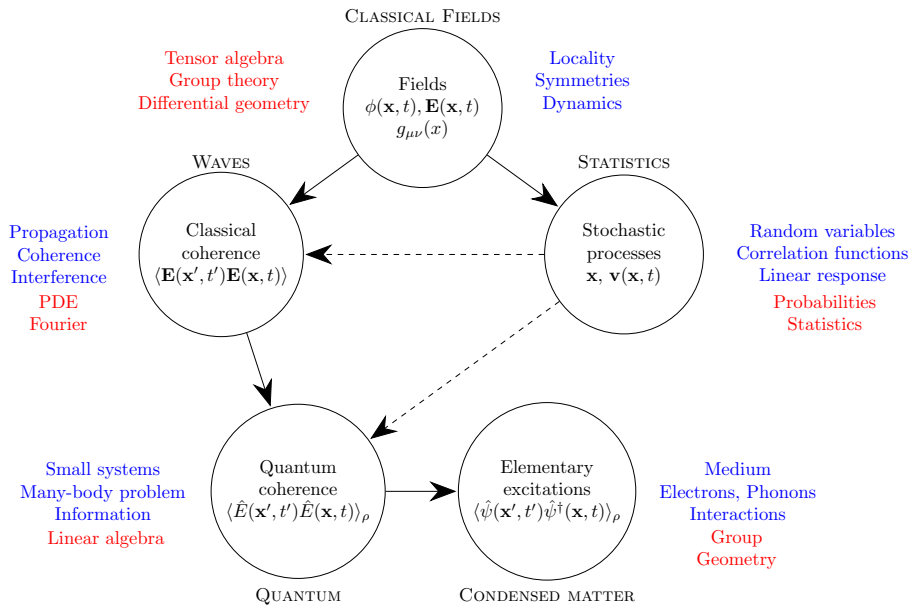 CLASSICAL FIELDS
Tensor algebra
Group theory
Differential geometry
Fields
ϕ(x, t), E(x, t)
g_{μν}(x)
Locality
Symmetries
Dynamics
WAVES
Propagation
Coherence
Interference
PDE
Fourier
Classical
coherence
⟨E(x′, t′)E(x, t)⟩
STATISTICS
Stochastic
processes
x, v(x, t)
Random variables
Correlation functions
Linear response
Probabilities
Statistics
Small systems
Many-body problem
Information
Linear algebra
Quantum
coherence
⟨Ê(x′, t′)Ê(x, t)⟩_ρ
QUANTUM
Elementary
excitations
⟨ψ̂(x′, t′)ψ̂†(x, t)⟩_ρ
CONDENSED MATTER
Medium
Electrons, Phonons
Interactions
Group
Geometry